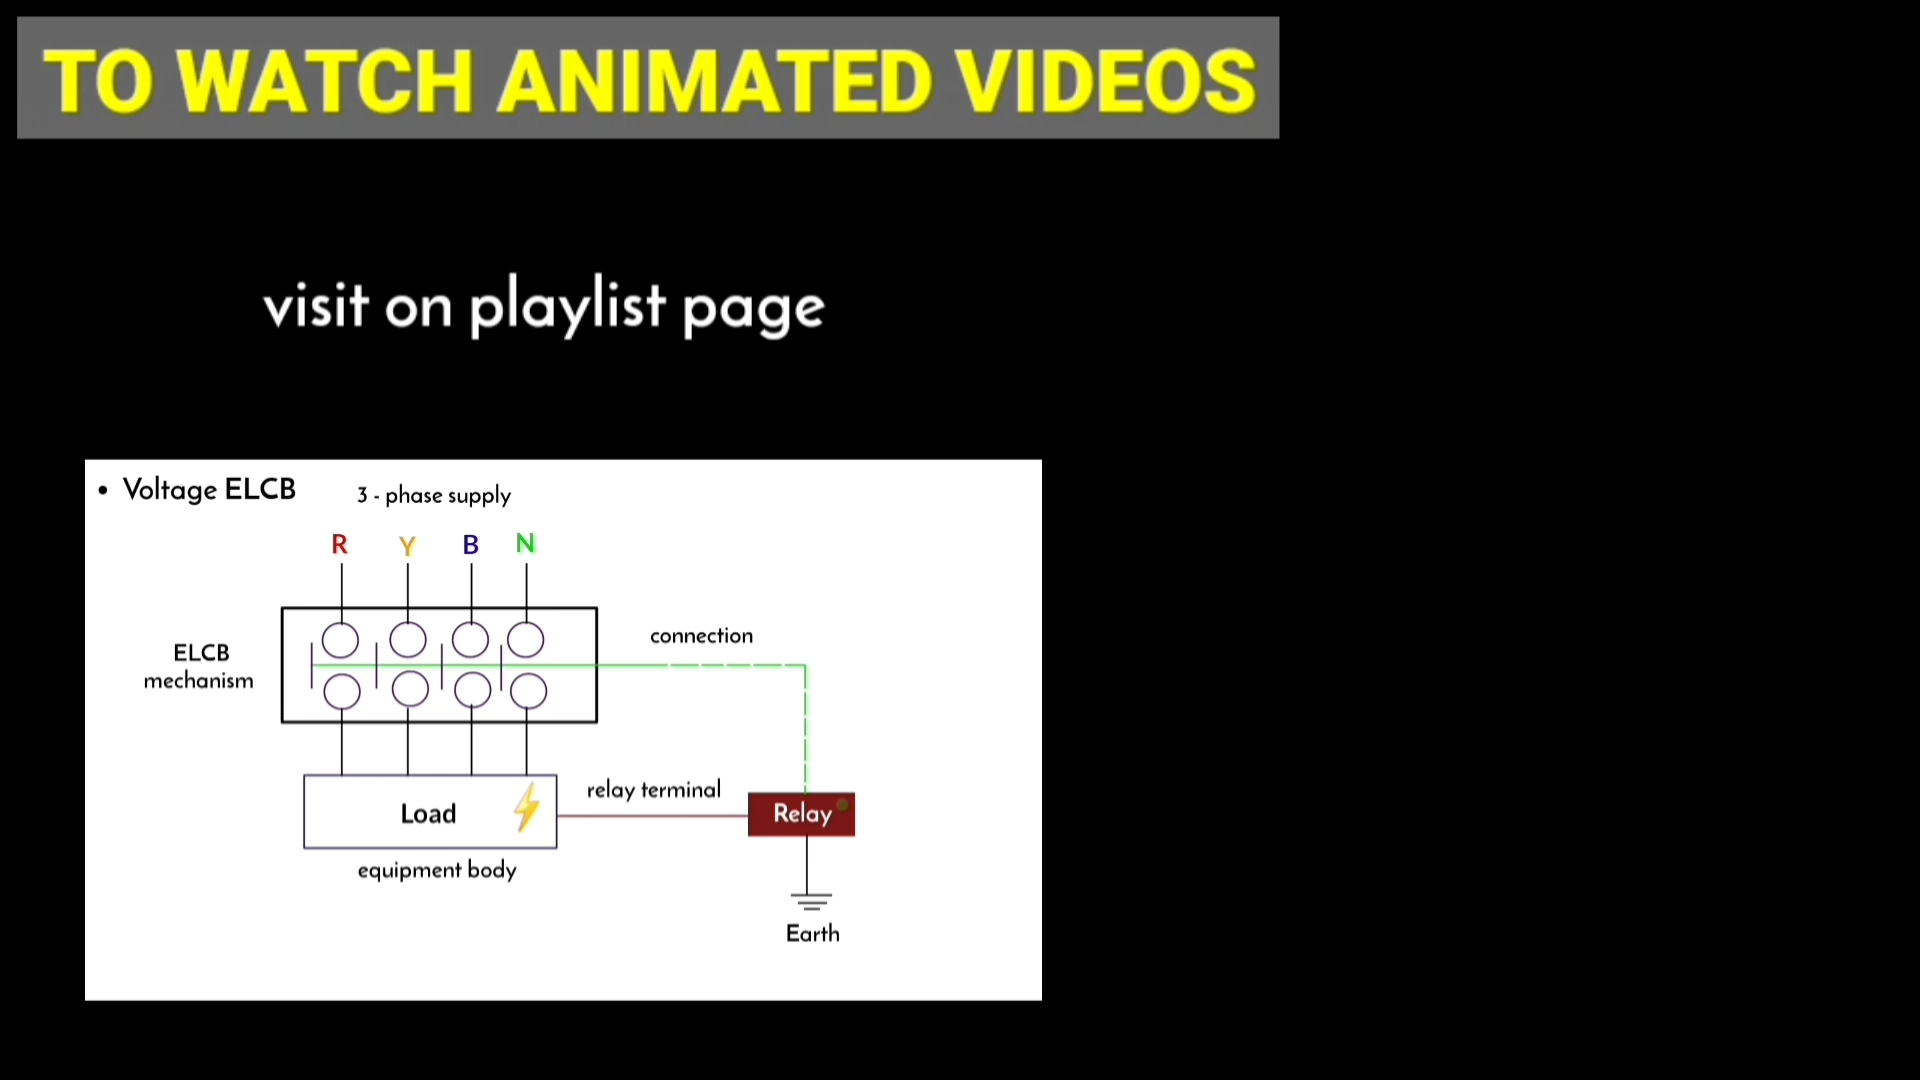 TO WATCH ANIMATED VIDEOS
visit on playlist page
• Voltage ELCB
3 - phase supply
R Y B N
ELCB
mechanism
connection
Load
relay terminal
Relay
equipment body
Earth